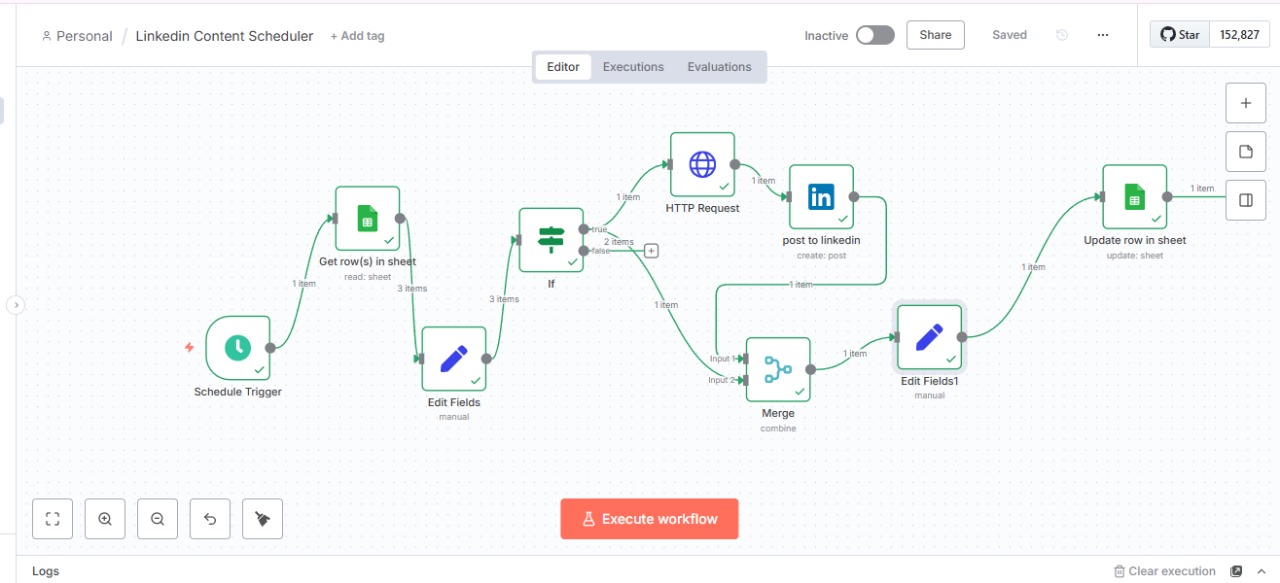 Personal / Linkedin Content Scheduler + Add tag
Inactive Share Saved ... Star 152,827
Editor Executions Evaluations
HTTP Request
1 item
1 item
post to linkedin
create: post
Get row(s) in sheet
read: sheet
1 item
3 items
If
3 items
true
2 items
false
1 item
1 item
Update row in sheet
update: sheet
1 item
1 item
Schedule Trigger
Edit Fields
manual
Input 1
Input 2
Merge
combine
1 item
Edit Fields1
manual
Execute workflow
Logs Clear execution